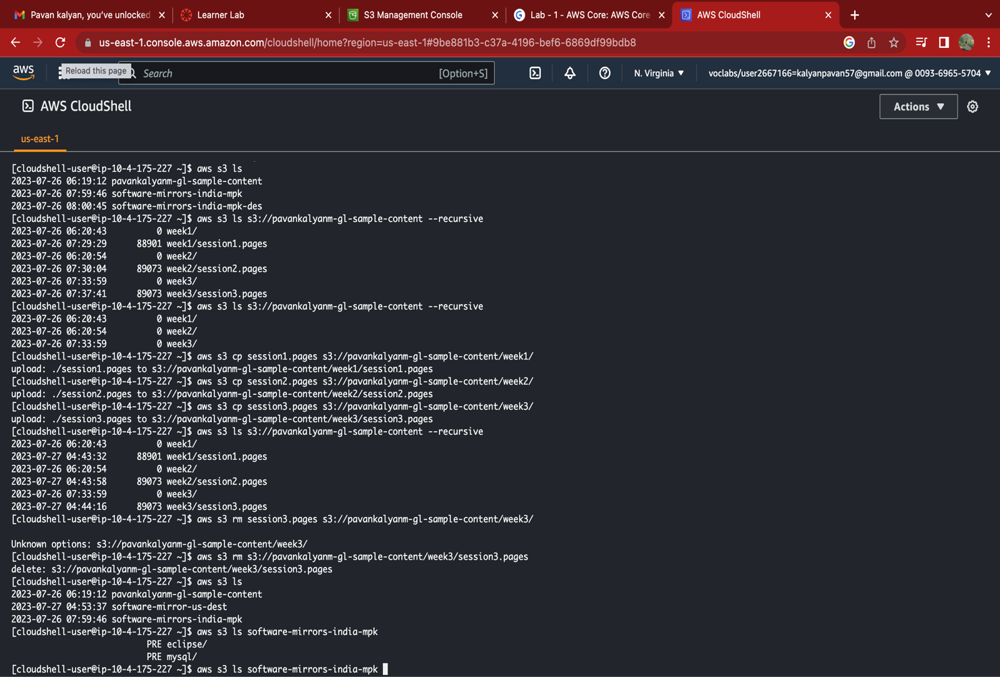 Pavan kalyan, you've unlocked
Learner Lab
S3 Management Console
Lab - 1 - AWS Core: AWS Core
AWS CloudShell
us-east-1.console.aws.amazon.com/cloudshell/home?region=us-east-1#9be881b3-c37a-4196-bef6-6869df99bdb8
aws
Reload this page
Search
[Option+S]
N. Virginia ▼
voclabs/user2667166=kalyanpavan57@gmail.com @ 0093-6965-5704 ▼
AWS CloudShell
Actions ▼
us-east-1
[cloudshell-user@ip-10-4-175-227 ~]$ aws s3 ls
2023-07-26 06:19:12 pavankalyanm-gl-sample-content
2023-07-26 07:59:46 software-mirrors-india-mpk
2023-07-26 08:00:45 software-mirrors-india-mpk-des
[cloudshell-user@ip-10-4-175-227 ~]$ aws s3 ls s3://pavankalyanm-gl-sample-content --recursive
2023-07-26 06:20:43          0 week1/
2023-07-26 07:29:29      88901 week1/session1.pages
2023-07-26 06:20:54          0 week2/
2023-07-26 07:30:04      89073 week2/session2.pages
2023-07-26 07:33:59          0 week3/
2023-07-26 07:37:41      89073 week3/session3.pages
[cloudshell-user@ip-10-4-175-227 ~]$ aws s3 ls s3://pavankalyanm-gl-sample-content --recursive
2023-07-26 06:20:43          0 week1/
2023-07-26 06:20:54          0 week2/
2023-07-26 07:33:59          0 week3/
[cloudshell-user@ip-10-4-175-227 ~]$ aws s3 cp session1.pages s3://pavankalyanm-gl-sample-content/week1/
upload: ./session1.pages to s3://pavankalyanm-gl-sample-content/week1/session1.pages
[cloudshell-user@ip-10-4-175-227 ~]$ aws s3 cp session2.pages s3://pavankalyanm-gl-sample-content/week2/
upload: ./session2.pages to s3://pavankalyanm-gl-sample-content/week2/session2.pages
[cloudshell-user@ip-10-4-175-227 ~]$ aws s3 cp session3.pages s3://pavankalyanm-gl-sample-content/week3/
upload: ./session3.pages to s3://pavankalyanm-gl-sample-content/week3/session3.pages
[cloudshell-user@ip-10-4-175-227 ~]$ aws s3 ls s3://pavankalyanm-gl-sample-content --recursive
2023-07-26 06:20:43          0 week1/
2023-07-27 04:43:32      88901 week1/session1.pages
2023-07-26 06:20:54          0 week2/
2023-07-27 04:43:58      89073 week2/session2.pages
2023-07-26 07:33:59          0 week3/
2023-07-27 04:44:16      89073 week3/session3.pages
[cloudshell-user@ip-10-4-175-227 ~]$ aws s3 rm session3.pages s3://pavankalyanm-gl-sample-content/week3/
Unknown options: s3://pavankalyanm-gl-sample-content/week3/
[cloudshell-user@ip-10-4-175-227 ~]$ aws s3 rm s3://pavankalyanm-gl-sample-content/week3/session3.pages
delete: s3://pavankalyanm-gl-sample-content/week3/session3.pages
[cloudshell-user@ip-10-4-175-227 ~]$ aws s3 ls
2023-07-26 06:19:12 pavankalyanm-gl-sample-content
2023-07-27 04:53:37 software-mirror-us-dest
2023-07-26 07:59:46 software-mirrors-india-mpk
[cloudshell-user@ip-10-4-175-227 ~]$ aws s3 ls software-mirrors-india-mpk
                           PRE eclipse/
                           PRE mysql/
[cloudshell-user@ip-10-4-175-227 ~]$ aws s3 ls software-mirrors-india-mpk